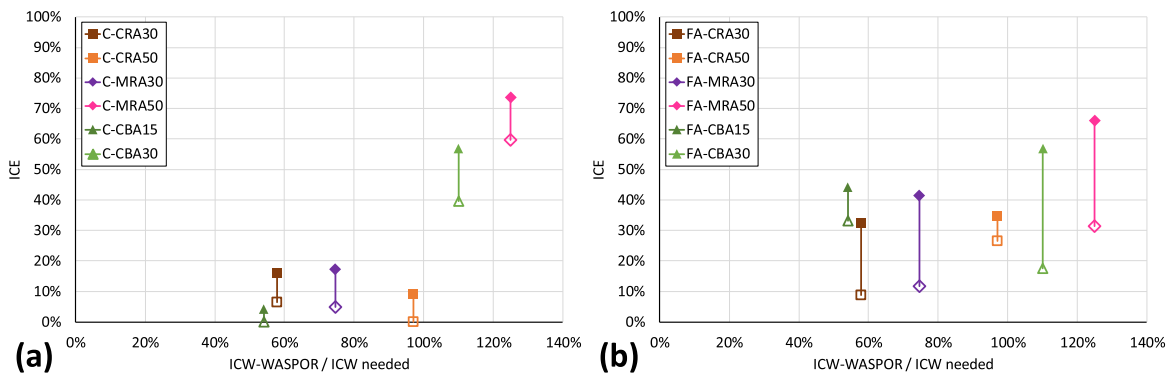 100%
90%
80%
70%
60%
50%
40%
30%
20%
10%
0%
ICE
C-CRA30
C-CRA50
C-MRA30
C-MRA50
C-CBA15
C-CBA30
0% 20% 40% 60% 80% 100% 120% 140%
ICW-WASPOR / ICW needed
(a)
100%
90%
80%
70%
60%
50%
40%
30%
20%
10%
0%
ICE
FA-CRA30
FA-CRA50
FA-MRA30
FA-MRA50
FA-CBA15
FA-CBA30
0% 20% 40% 60% 80% 100% 120% 140%
ICW-WASPOR / ICW needed
(b)